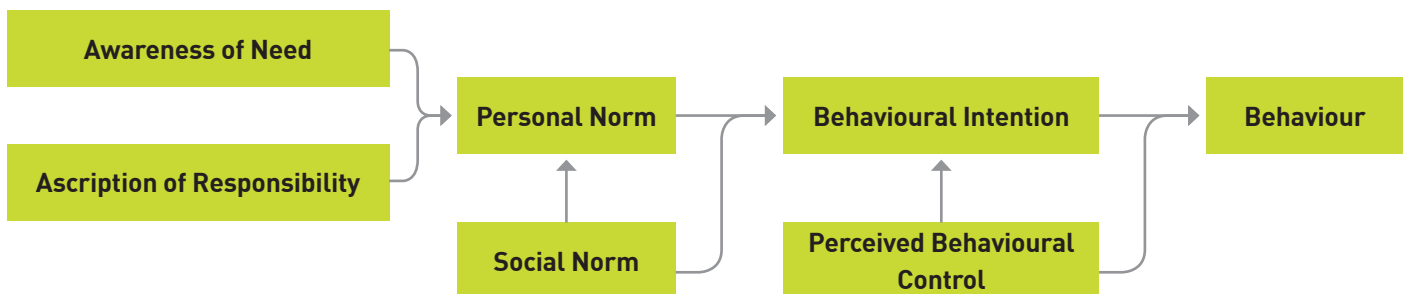 Awareness of Need
Ascription of Responsibility
Personal Norm
Social Norm
Behavioural Intention
Perceived Behavioural
Control
Behaviour